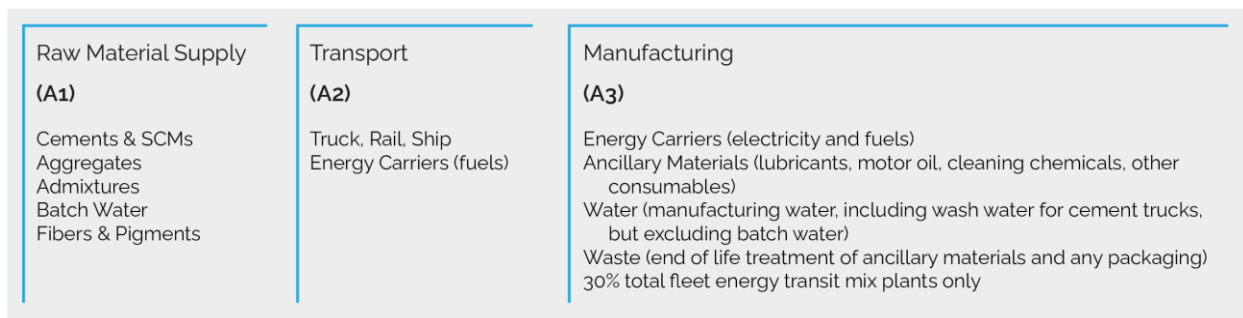 Raw Material Supply
(A1)
Cements & SCMs
Aggregates
Admixtures
Batch Water
Fibers & Pigments
Transport
(A2)
Truck, Rail, Ship
Energy Carriers (fuels)
Manufacturing
(A3)
Energy Carriers (electricity and fuels)
Ancillary Materials (lubricants, motor oil, cleaning chemicals, other
consumables)
Water (manufacturing water, including wash water for cement trucks,
but excluding batch water)
Waste (end of life treatment of ancillary materials and any packaging)
30% total fleet energy transit mix plants only